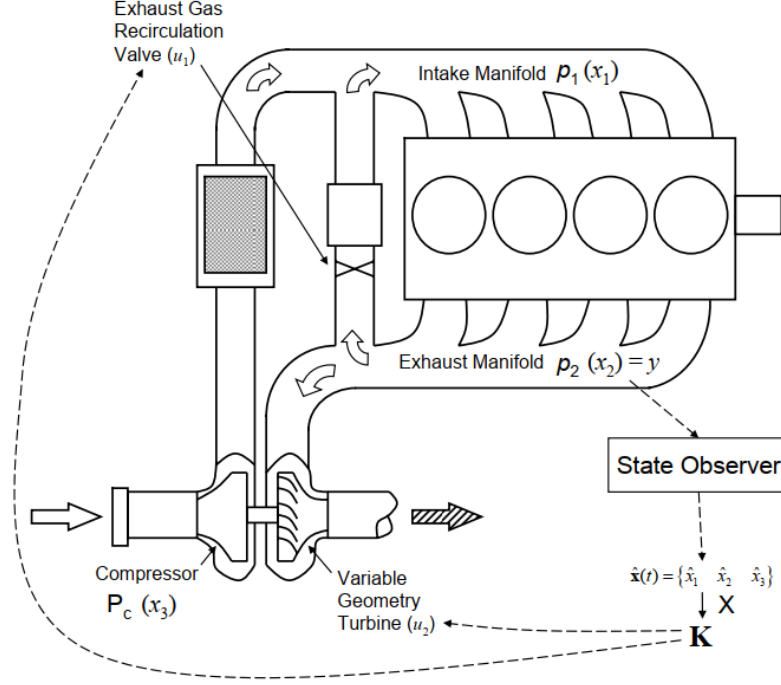 Exhaust Gas
Recirculation
Valve (u₁)
Intake Manifold p₁ (x₁)
Exhaust Manifold p₂ (x₂) = y
State Observer
x̂(t) = {x̂₁ x̂₂ x̂₃}
X
K
Compressor
P_c (x₃)
Variable
Geometry
Turbine (u₂)